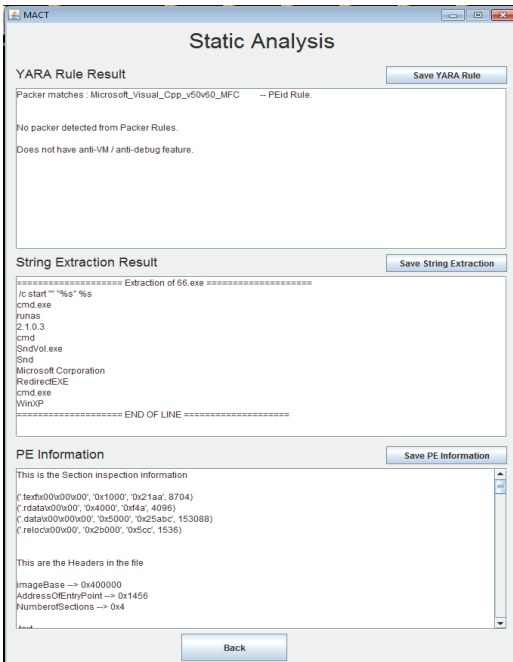 MACT
Static Analysis
YARA Rule Result
Save YARA Rule
Packer matches : Microsoft_Visual_Cpp_v50v60_MFC -- PEid Rule.
No packer detected from Packer Rules.
Does not have anti-VM / anti-debug feature.
String Extraction Result
Save String Extraction
==================== Extraction of 66.exe ====================
/c start "" "%s" %s
cmd.exe
runas
2.1.0.3
cmd
SndVol.exe
Snd
Microsoft Corporation
RedirectEXE
cmd.exe
WinXP
==================== END OF LINE ====================
PE Information
Save PE Information
This is the Section inspection information
('.text\x00\x00\x00', '0x1000', '0x21aa', 8704)
('.rdata\x00\x00', '0x4000', '0xf4a', 4096)
('.data\x00\x00\x00', '0x5000', '0x25abc', 153088)
('.reloc\x00\x00', '0x2b000', '0x5cc', 1536)
This are the Headers in the file
imageBase --> 0x400000
AddressOfEntryPoint --> 0x1456
NumberofSections --> 0x4
Back